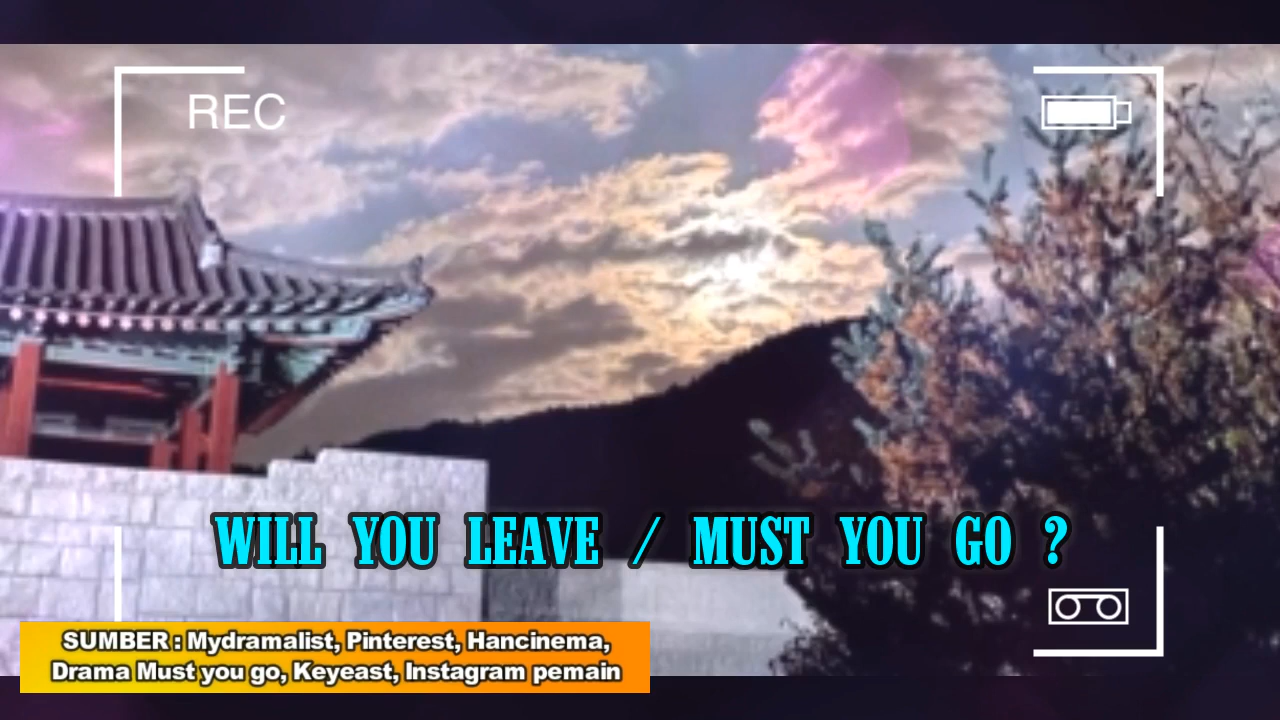 REC
WILL YOU LEAVE / MUST YOU GO ?
SUMBER : Mydramalist, Pinterest, Hancinema,
Drama Must you go, Keyeast, Instagram pemain